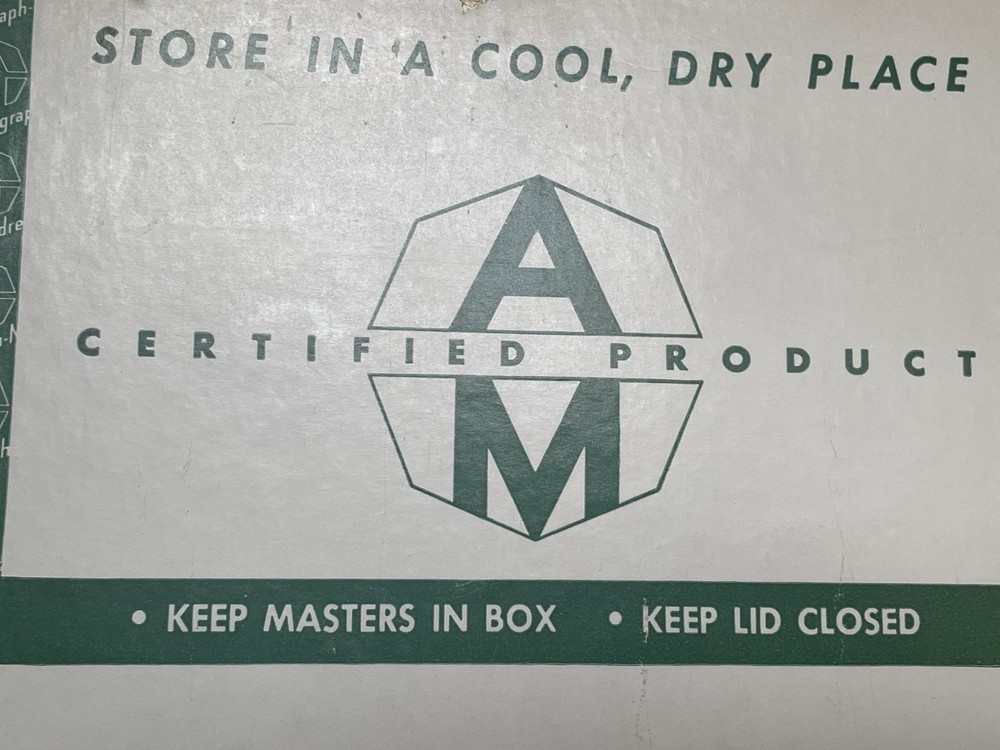 STORE IN A COOL, DRY PLACE
A
CERTIFIED PRODUCT
M
• KEEP MASTERS IN BOX • KEEP LID CLOSED